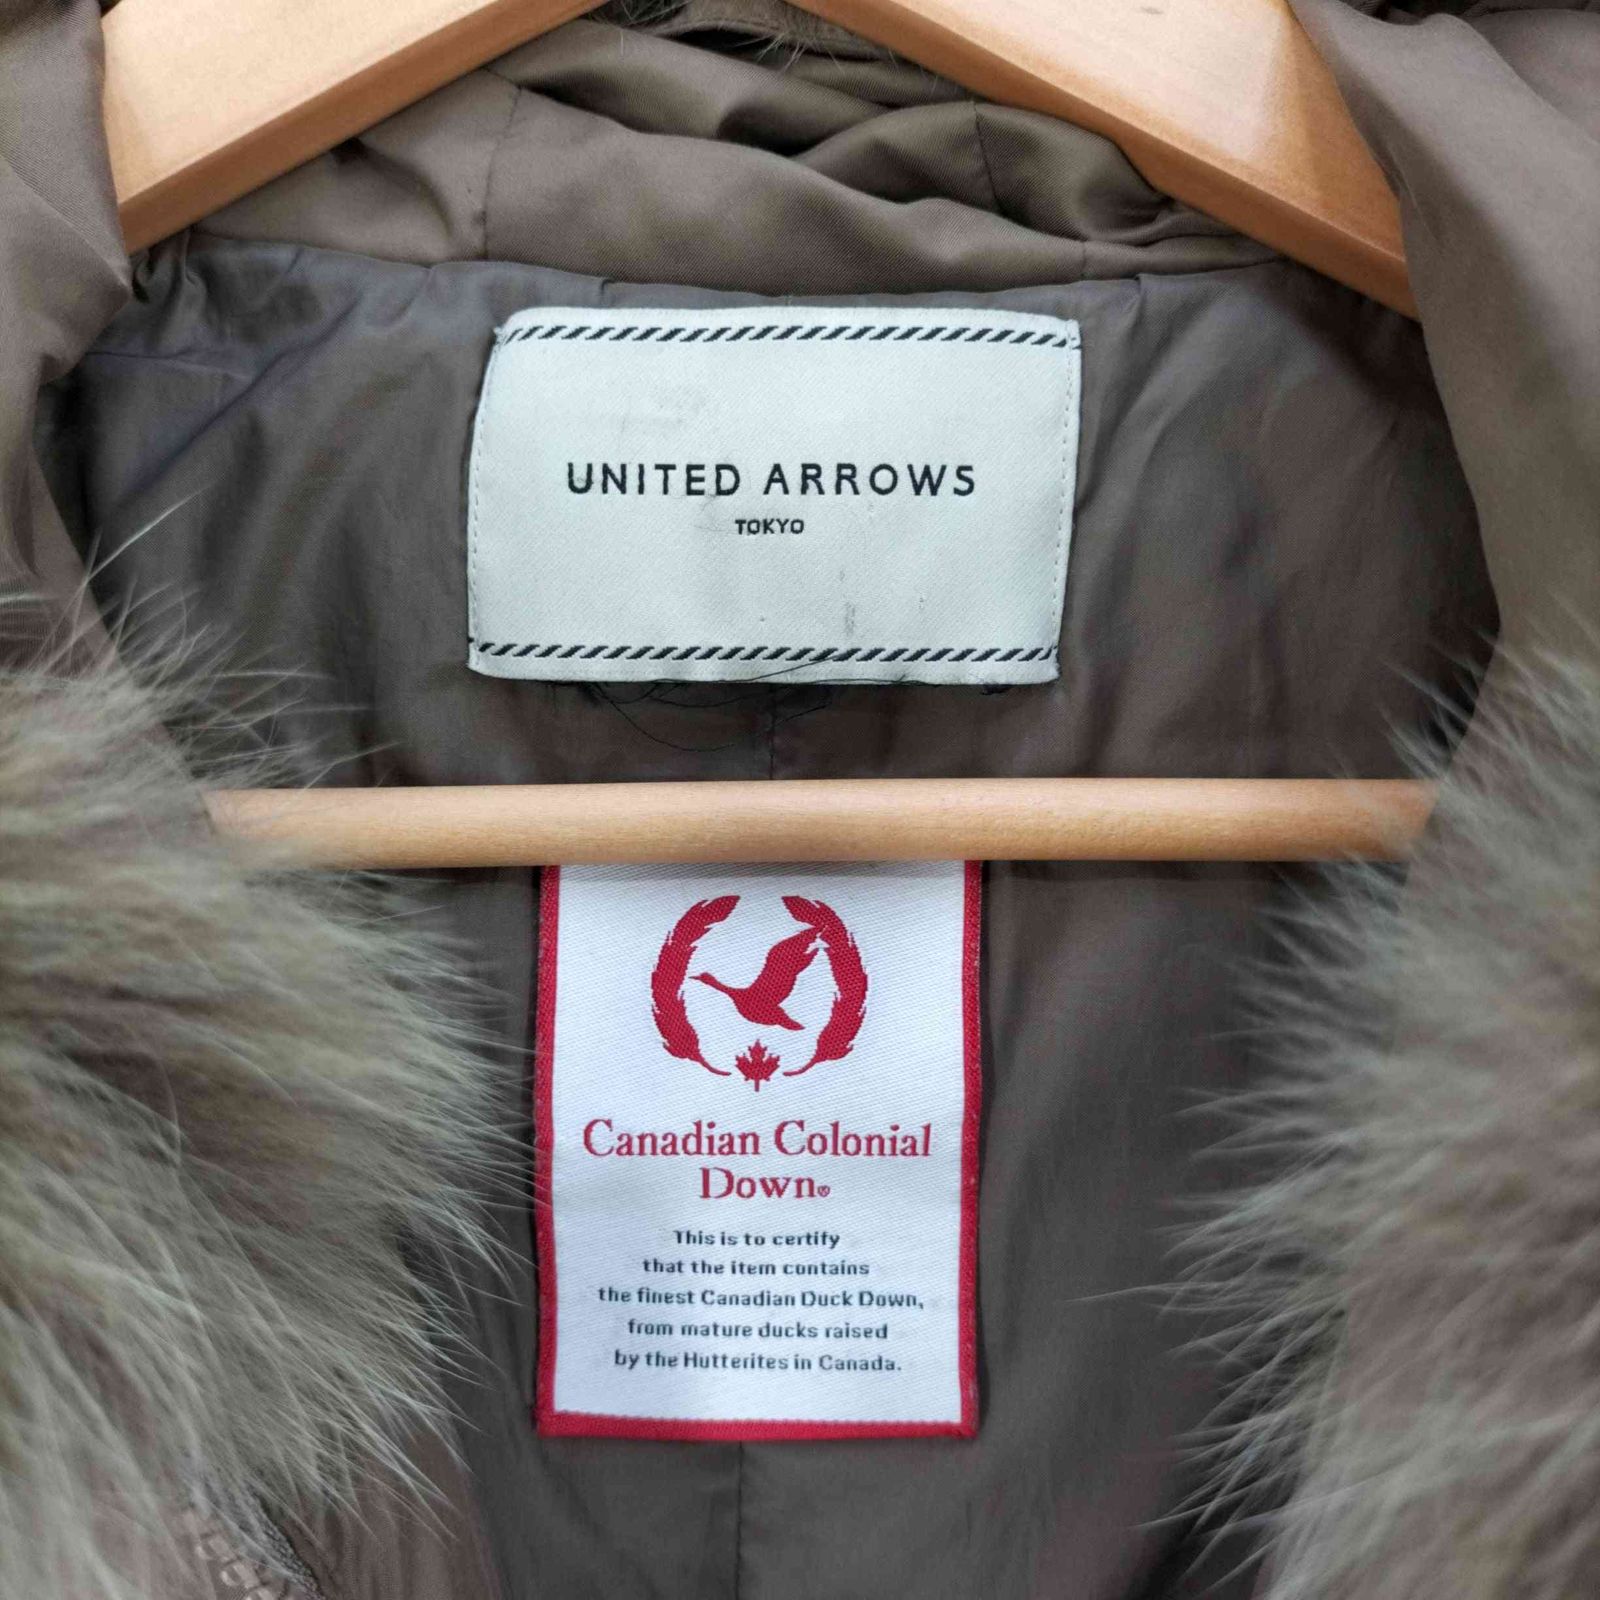 UNITED ARROWS
TOKYO
Canadian Colonial
Down®
This is to certify
that the item contains
the finest Canadian Duck Down,
from mature ducks raised
by the Hutterites in Canada.